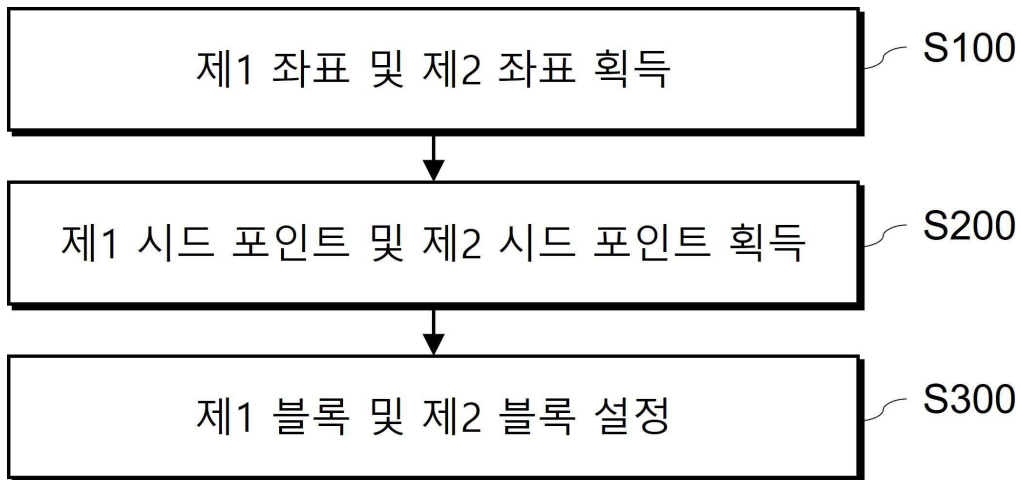 제1 좌표 및 제2 좌표 획득
S100
제1 시드 포인트 및 제2 시드 포인트 획득
S200
제1 블록 및 제2 블록 설정
S300